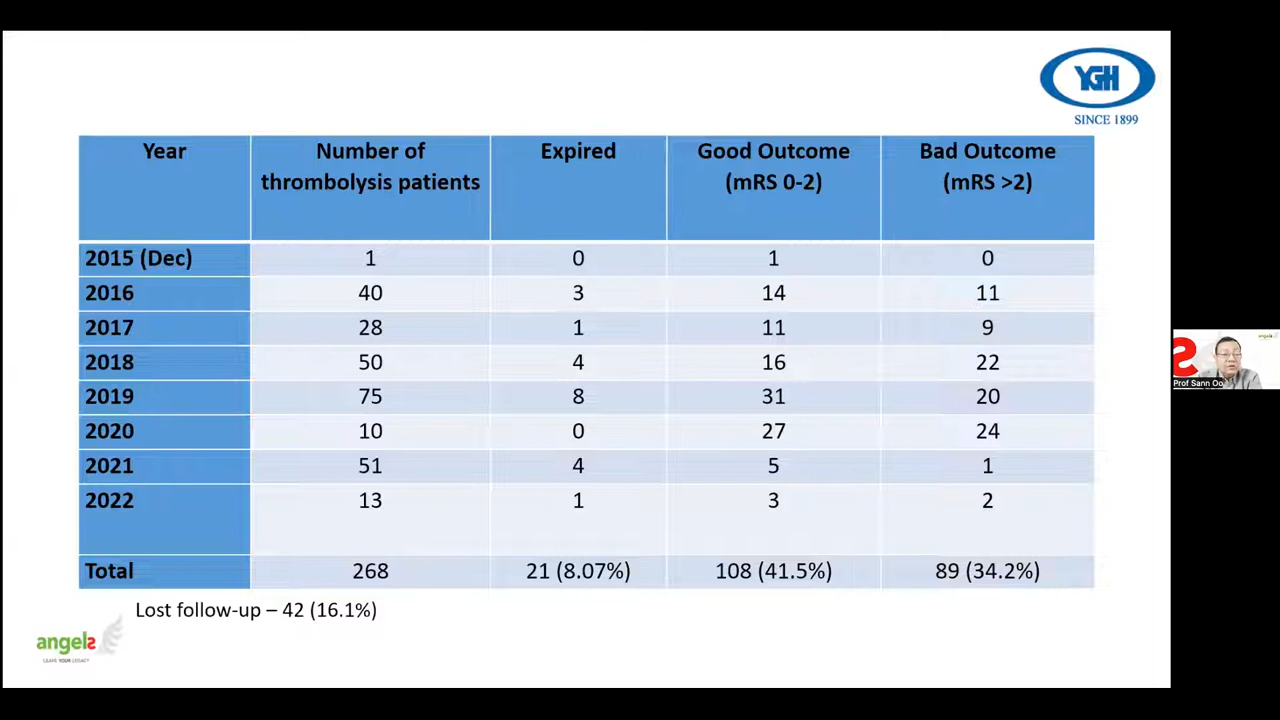 YGH
SINCE 1899
Year Number of thrombolysis patients Expired Good Outcome (mRS 0-2) Bad Outcome (mRS >2)
2015 (Dec) 1 0 1 0
2016 40 3 14 11
2017 28 1 11 9
2018 50 4 16 22
2019 75 8 31 20
2020 10 0 27 24
2021 51 4 5 1
2022 13 1 3 2
Total 268 21 (8.07%) 108 (41.5%) 89 (34.2%)
Lost follow-up – 42 (16.1%)
angels
LEAVE YOUR LEGACY
angels
S
Prof Sann Oo